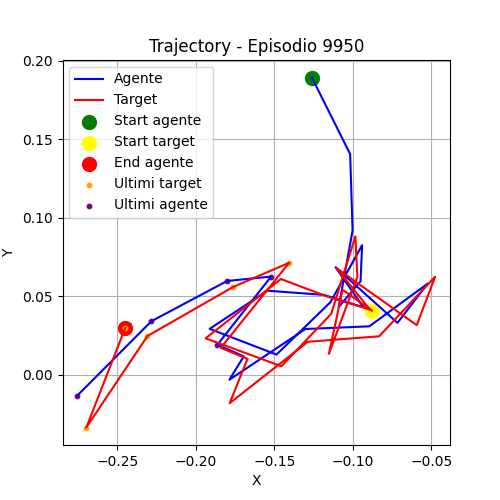 Trajectory - Episodio 9950
Agente
Target
Start agente
Start target
End agente
Ultimi target
Ultimi agente
0.20
0.15
0.10
0.05
0.00
Y
−0.25
−0.20
−0.15
−0.10
−0.05
X